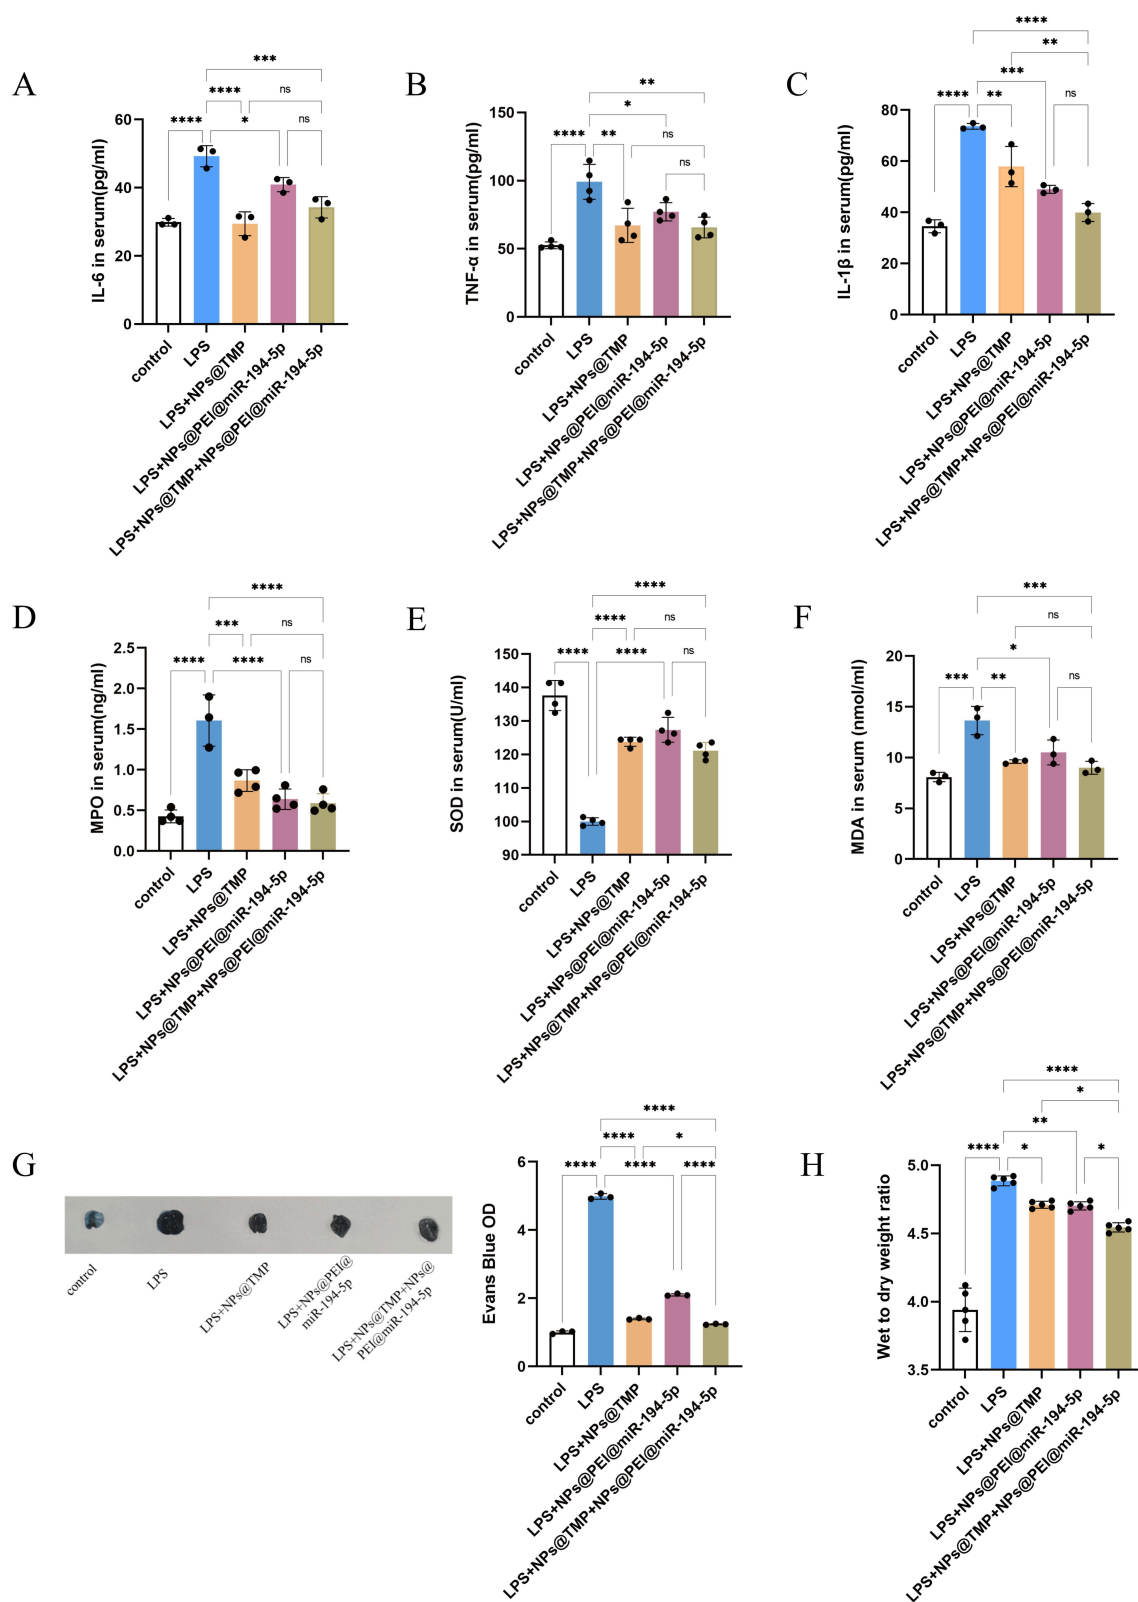 A
IL-6 in serum(pg/ml)
60
40
20
0
***
****
ns
****
*
ns
control
LPS
LPS+NPs@TMP
LPS+NPs@PEI@miR-194-5p
LPS+NPs@TMP+NPs@PEI@miR-194-5p
B
TNF-α in serum(pg/ml)
150
100
50
0
**
*
****
**
ns
ns
control
LPS
LPS+NPs@TMP
LPS+NPs@PEI@miR-194-5p
LPS+NPs@TMP+NPs@PEI@miR-194-5p
C
IL-1β in serum(pg/ml)
80
60
40
20
0
****
**
***
****
**
ns
control
LPS
LPS+NPs@TMP
LPS+NPs@PEI@miR-194-5p
LPS+NPs@TMP+NPs@PEI@miR-194-5p
D
MPO in serum(ng/ml)
2.5
2.0
1.5
1.0
0.5
0.0
****
***
ns
****
****
ns
control
LPS
LPS+NPs@TMP
LPS+NPs@PEI@miR-194-5p
LPS+NPs@TMP+NPs@PEI@miR-194-5p
E
SOD in serum(U/ml)
150
140
130
120
110
100
90
****
****
ns
****
****
ns
control
LPS
LPS+NPs@TMP
LPS+NPs@PEI@miR-194-5p
LPS+NPs@TMP+NPs@PEI@miR-194-5p
F
MDA in serum (nmol/ml)
20
15
10
5
0
***
ns
*
***
**
ns
control
LPS
LPS+NPs@TMP
LPS+NPs@PEI@miR-194-5p
LPS+NPs@TMP+NPs@PEI@miR-194-5p
G
control
LPS
LPS+NPs@TMP
LPS+NPs@PEI@
miR-194-5p
LPS+NPs@TMP+NPs@
PEI@miR-194-5p
Evans Blue OD
6
4
2
0
****
****
*
****
****
****
control
LPS
LPS+NPs@TMP
LPS+NPs@PEI@miR-194-5p
LPS+NPs@TMP+NPs@PEI@miR-194-5p
H
Wet to dry weight ratio
5.0
4.5
4.0
3.5
****
*
**
****
*
*
control
LPS
LPS+NPs@TMP
LPS+NPs@PEI@miR-194-5p
LPS+NPs@TMP+NPs@PEI@miR-194-5p